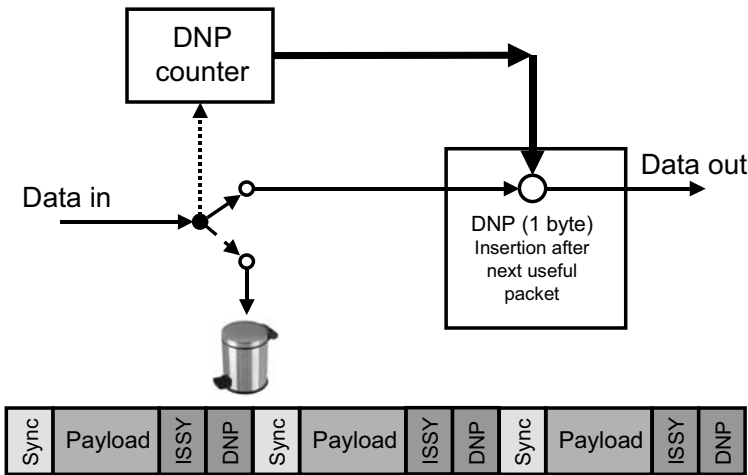 DNP
counter
Data in
Data out
DNP (1 byte)
Insertion after
next useful
packet
Sync Payload ISSY DNP Sync Payload ISSY DNP Sync Payload ISSY DNP